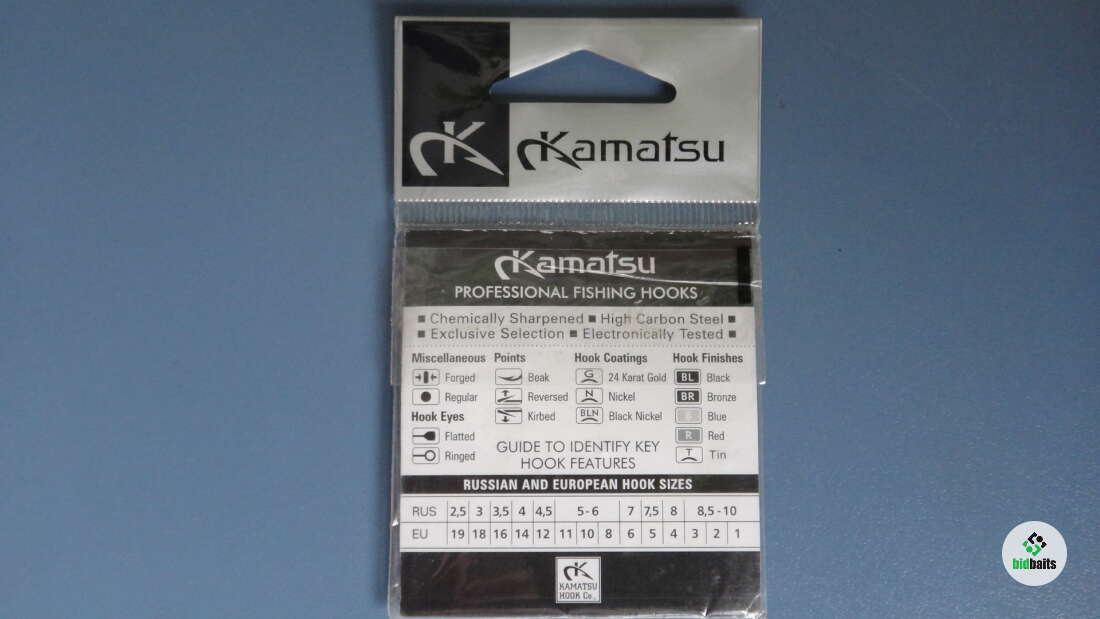 Kamatsu
Kamatsu
PROFESSIONAL FISHING HOOKS
■ Chemically Sharpened ■ High Carbon Steel ■
■ Exclusive Selection ■ Electronically Tested ■
Miscellaneous Points Hook Coatings Hook Finishes
Forged Beak G 24 Karat Gold BL Black
Regular Reversed N Nickel BR Bronze
Hook Eyes Kirbed BLN Black Nickel Blue
Flatted R Red
Ringed T Tin
GUIDE TO IDENTIFY KEY
HOOK FEATURES
RUSSIAN AND EUROPEAN HOOK SIZES
RUS 2,5 3 3,5 4 4,5 5 - 6 7 7,5 8 8,5 - 10
EU 19 18 16 14 12 11 10 8 6 5 4 3 2 1
KAMATSU
HOOK Co.
bidbaits